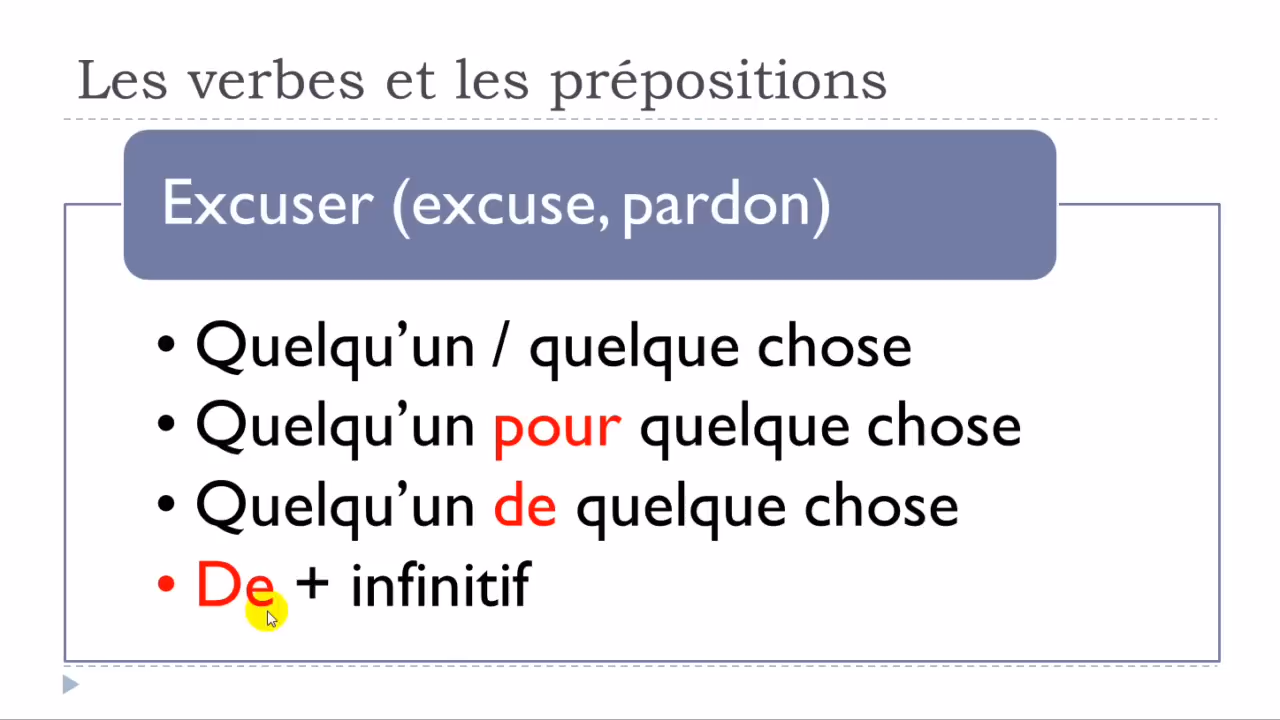 Les verbes et les prépositions
Excuser (excuse, pardon)
• Quelqu’un / quelque chose
• Quelqu’un pour quelque chose
• Quelqu’un de quelque chose
• De + infinitif